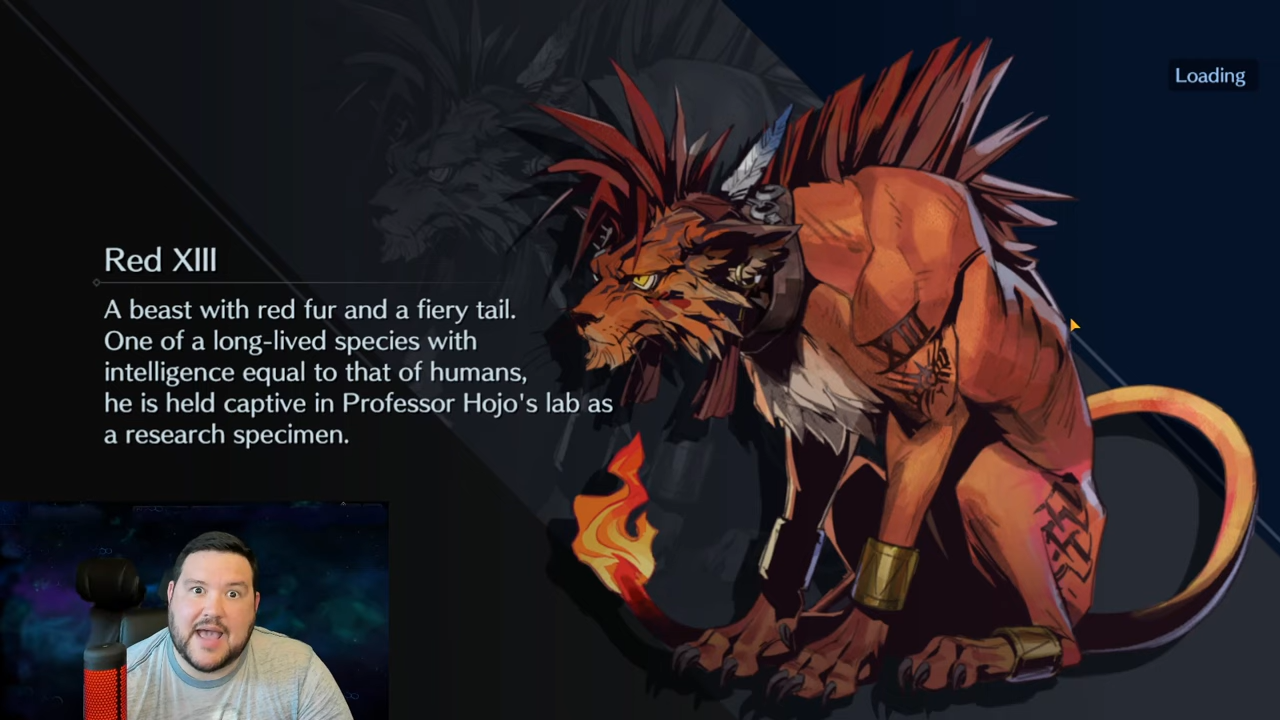 Loading
Red XIII
A beast with red fur and a fiery tail.
One of a long-lived species with
intelligence equal to that of humans,
he is held captive in Professor Hojo's lab as
a research specimen.
XIII